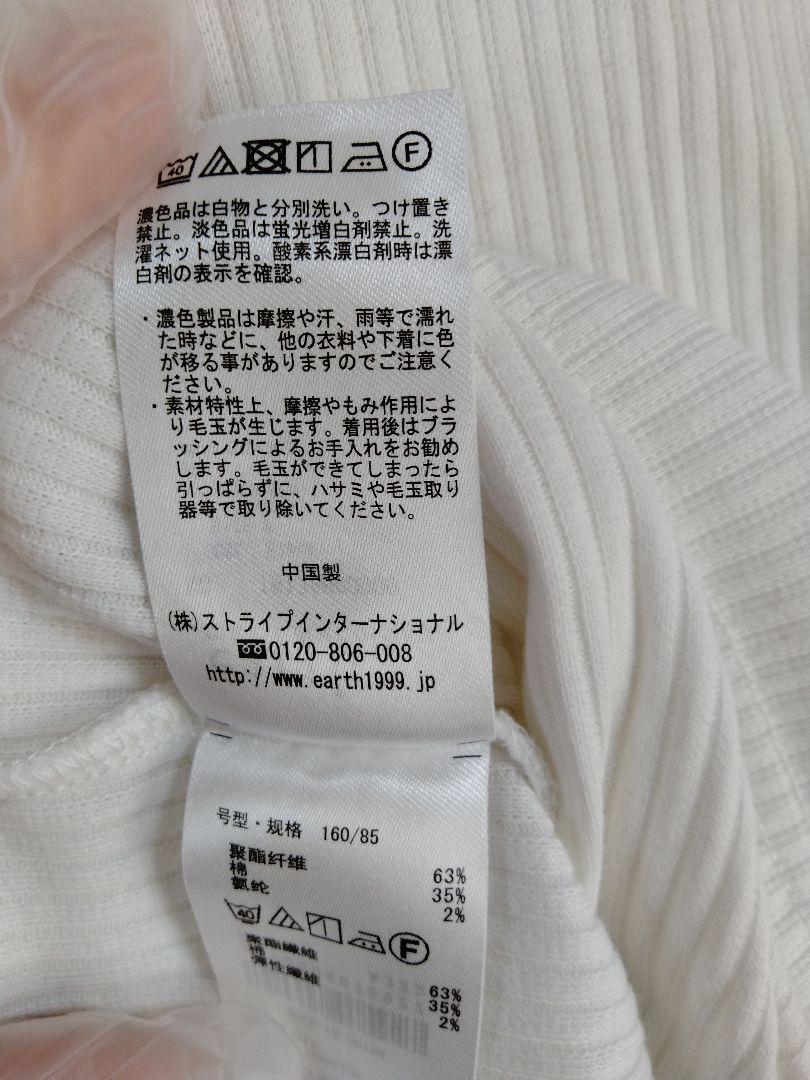 40 F
濃色品は白物と分別洗い。つけ置き
禁止。淡色品は蛍光増白剤禁止。洗
濯ネット使用。酸素系漂白剤時は漂
白剤の表示を確認。
・濃色製品は摩擦や汗、雨等で濡れ
た時などに、他の衣料や下着に色
が移る事がありますのでご注意く
ださい。
・素材特性上、摩擦やもみ作用によ
り毛玉が生じます。着用後はブラ
ッシングによるお手入れをお勧め
します。毛玉ができてしまったら
引っぱらずに、ハサミや毛玉取り
器等で取り除いてください。
中国製
(株)ストライプインターナショナル
0120-806-008
http://www.earth1999.jp
号型・规格 160/85
聚酯纤维 63%
棉 35%
氨纶 2%
40 F
聚酯纖維 63%
棉 35%
彈性纖維 2%